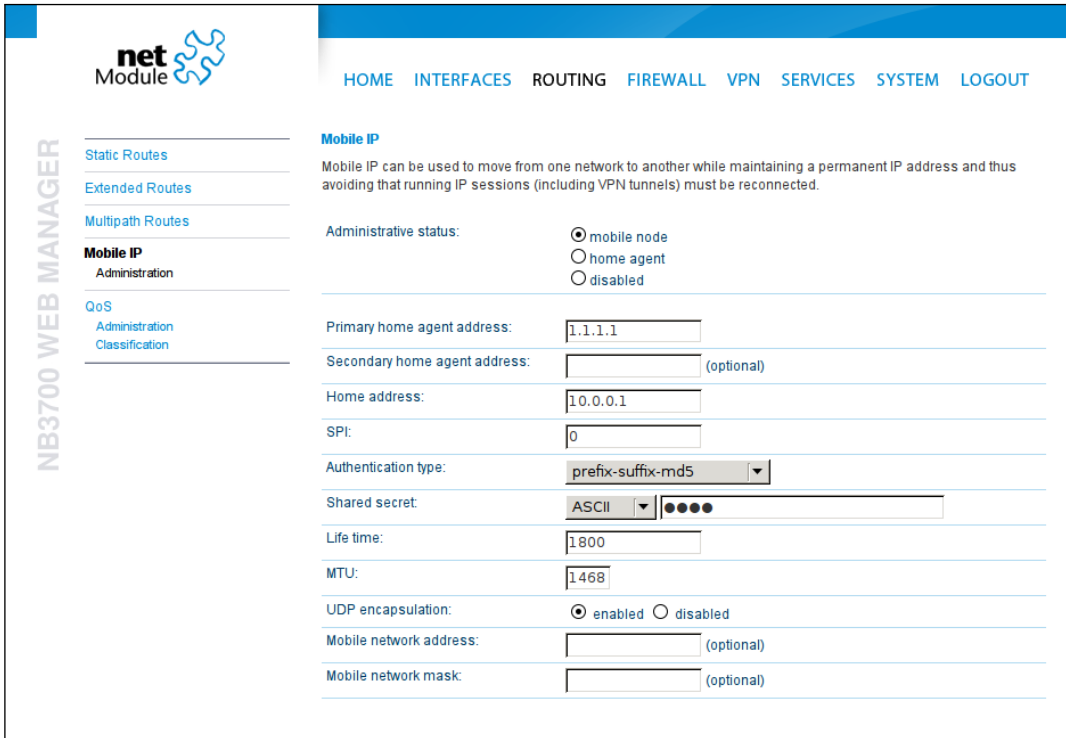 net
Module
HOME INTERFACES ROUTING FIREWALL VPN SERVICES SYSTEM LOGOUT
NB3700 WEB MANAGER
Static Routes
Extended Routes
Multipath Routes
Mobile IP
Administration
QoS
Administration
Classification
Mobile IP
Mobile IP can be used to move from one network to another while maintaining a permanent IP address and thus
avoiding that running IP sessions (including VPN tunnels) must be reconnected.
Administrative status:
mobile node
home agent
disabled
Primary home agent address: 1.1.1.1
Secondary home agent address: (optional)
Home address: 10.0.0.1
SPI: 0
Authentication type: prefix-suffix-md5
Shared secret: ASCII ●●●●
Life time: 1800
MTU: 1468
UDP encapsulation: enabled disabled
Mobile network address: (optional)
Mobile network mask: (optional)